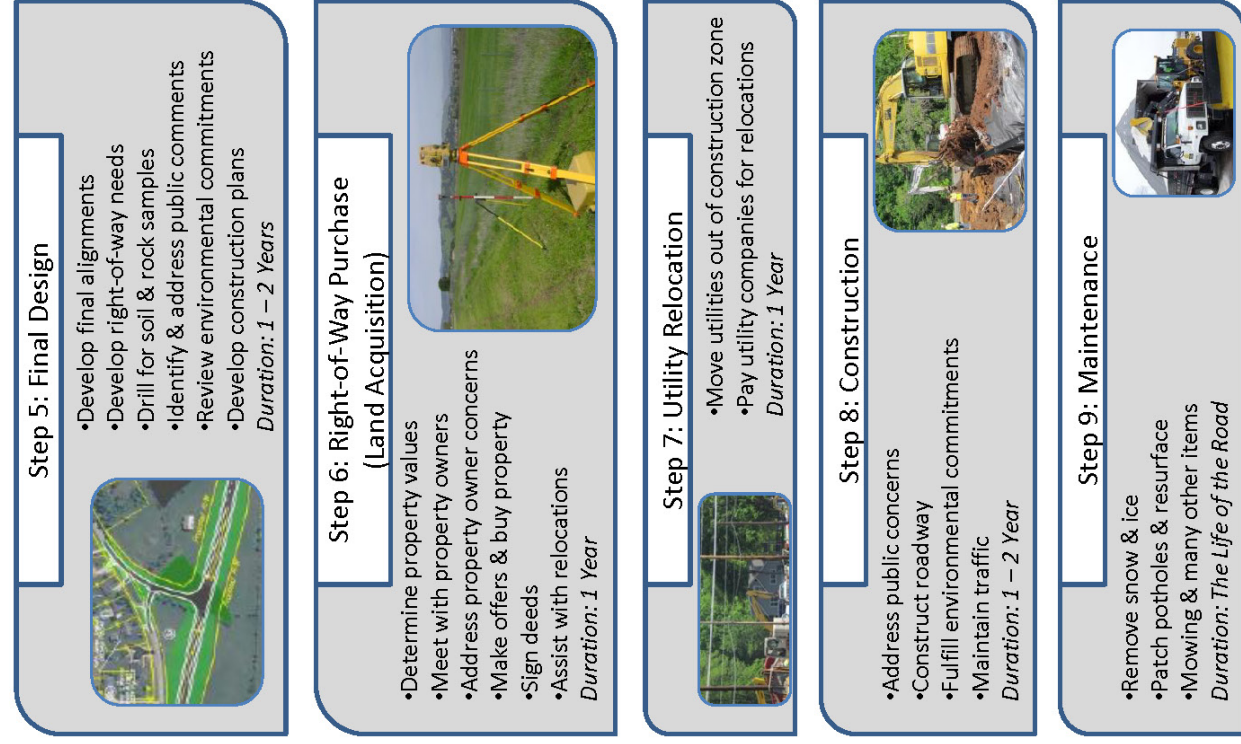 Step 5: Final Design
•Develop final alignments
•Develop right-of-way needs
•Drill for soil & rock samples
•Identify & address public comments
•Review environmental commitments
•Develop construction plans
Duration: 1 – 2 Years
Step 6: Right-of-Way Purchase
(Land Acquisition)
•Determine property values
•Meet with property owners
•Address property owner concerns
•Make offers & buy property
•Sign deeds
•Assist with relocations
Duration: 1 Year
Step 7: Utility Relocation
•Move utilities out of construction zone
•Pay utility companies for relocations
Duration: 1 Year
Step 8: Construction
•Address public concerns
•Construct roadway
•Fulfill environmental commitments
•Maintain traffic
Duration: 1 – 2 Year
Step 9: Maintenance
•Remove snow & ice
•Patch potholes & resurface
•Mowing & many other items
Duration: The Life of the Road